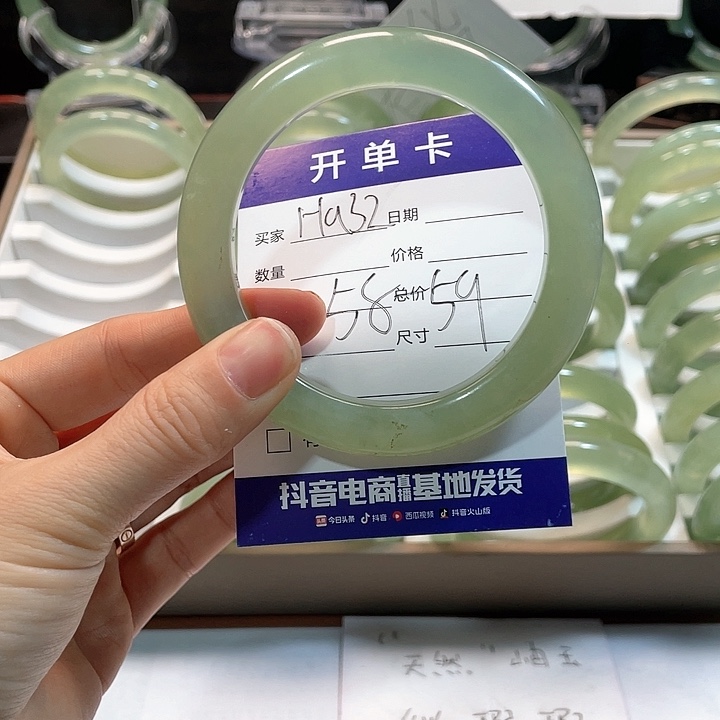 开单卡
买家 Ha32 日期
数量 价格
58 总价 59
尺寸
抖音电商直播基地发货
今日头条 抖音 西瓜视频 抖音火山版
"天然"岫玉